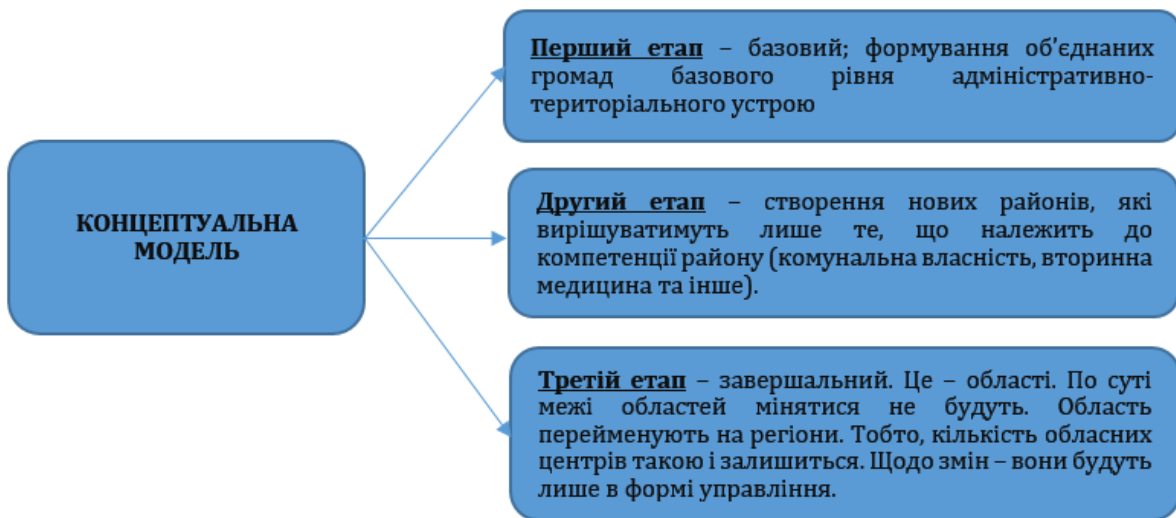 КОНЦЕПТУАЛЬНА
МОДЕЛЬ
Перший етап – базовий; формування об’єднаних
громад базового рівня адміністративно-
територіального устрою
Другий етап – створення нових районів, які
вирішуватимуть лише те, що належить до
компетенції району (комунальна власність, вторинна
медицина та інше).
Третій етап – завершальний. Це – області. По суті
межі областей мінятися не будуть. Область
перейменують на регіони. Тобто, кількість обласних
центрів такою і залишиться. Щодо змін – вони будуть
лише в формі управління.